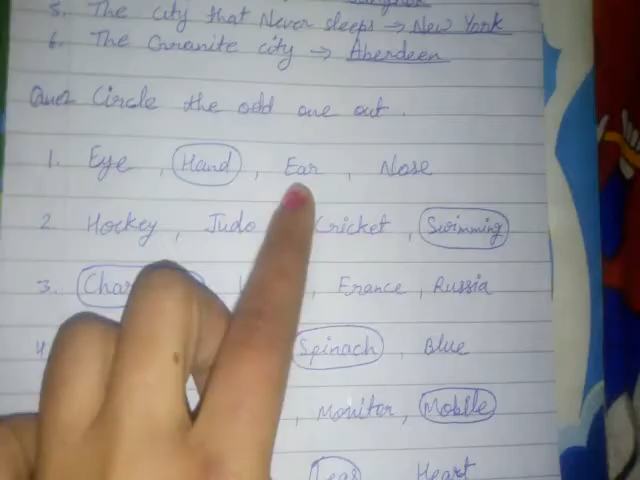 5. The city that Never sleeps → New York
6. The Granite city → Aberdeen
Ques Circle the odd one out.
1. Eye, Hand, Ear, Nose
2 Hockey, Judo Cricket, Swimming
3. , France, Russia
4 Spinach, Blue
, Monitor, Mobile
Heart